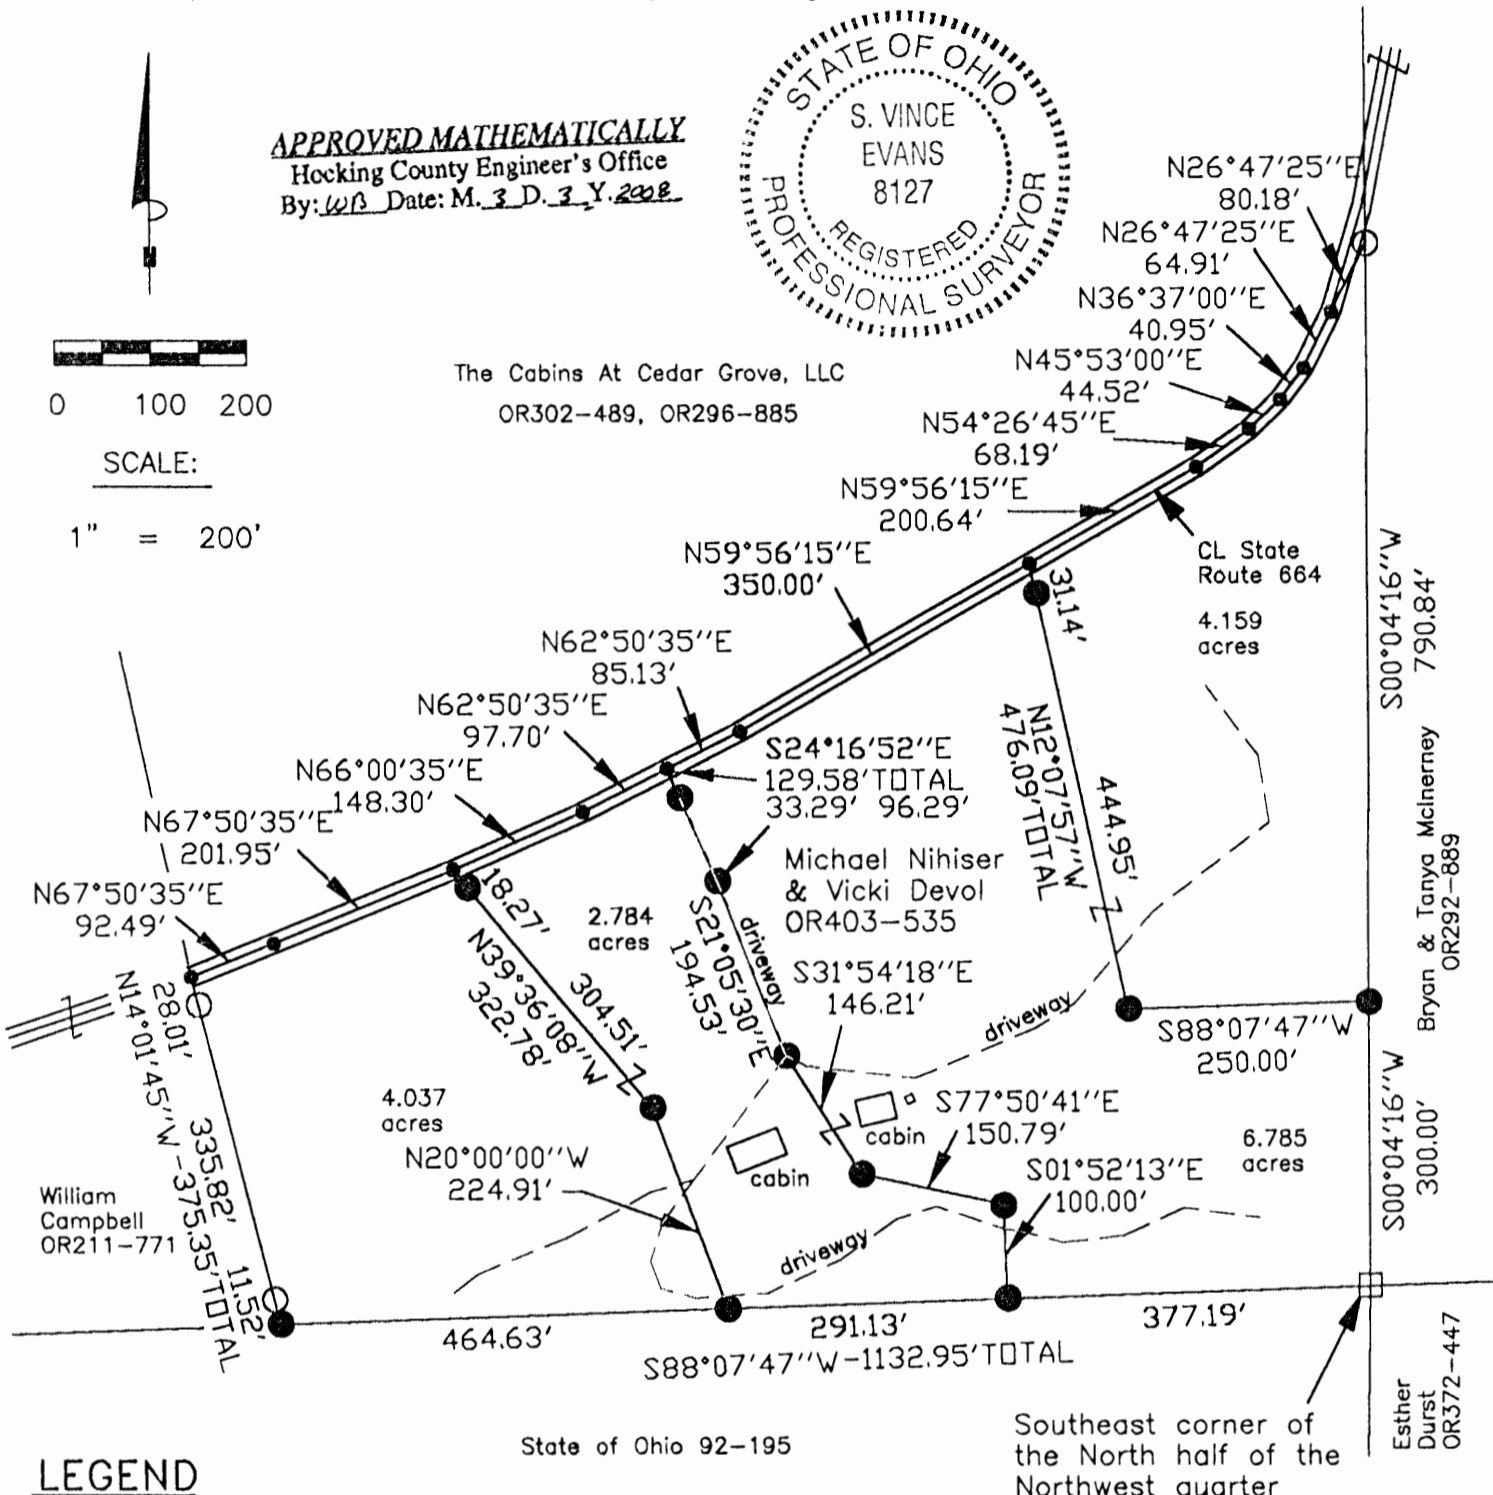 APPROVED MATHEMATICALLY
Hocking County Engineer's Office
By: WB Date: M. 3 D. 3 Y. 2008
STATE OF OHIO
S. VINCE
EVANS
8127
REGISTERED
PROFESSIONAL SURVEYOR
0 100 200
SCALE:
1" = 200'
The Cabins At Cedar Grove, LLC
OR302-489, OR296-885
N26°47'25''E
80.18'
N26°47'25''E
64.91'
N36°37'00''E
40.95'
N45°53'00''E
44.52'
N54°26'45''E
68.19'
N59°56'15''E
200.64'
N59°56'15''E
350.00'
N62°50'35''E
85.13'
N62°50'35''E
97.70'
N66°00'35''E
148.30'
N67°50'35''E
201.95'
N67°50'35''E
92.49'
CL State
Route 664
4.159
acres
S00°04'16''W
790.84'
31.14'
N12°07'57''W
476.09'TOTAL
444.95'
S24°16'52''E
129.58'TOTAL
33.29' 96.29'
Michael Nihiser
& Vicki Devol
OR403-535
Bryan & Tanya McInerney
OR292-889
18.27'
2.784
acres
N39°36'08''W
322.78'
304.51'
S21°05'30''E
194.53'
driveway
S31°54'18''E
146.21'
driveway
S88°07'47''W
250.00'
28.01'
N14°01'45''W-375.35'TOTAL
335.82'
11.52'
4.037
acres
N20°00'00''W
224.91'
cabin
cabin
S77°50'41''E
150.79'
S01°52'13''E
100.00'
6.785
acres
S00°04'16''W
300.00'
William
Campbell
OR211-771
driveway
464.63'
291.13'
377.19'
S88°07'47''W-1132.95'TOTAL
State of Ohio 92-195
Southeast corner of
the North half of the
Northwest quarter
Esther
Durst
OR372-447
LEGEND